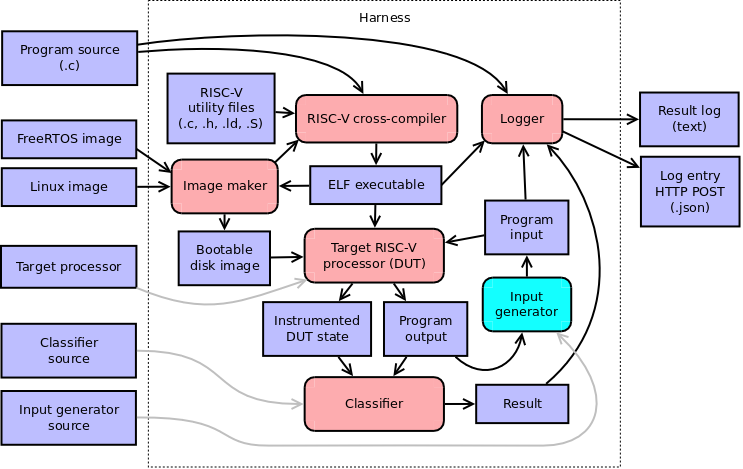 Harness
Program source
(.c)
RISC-V
utility files
(.c, .h, .ld, .S)
RISC-V cross-compiler
Logger
Result log
(text)
FreeRTOS image
Linux image
Image maker
ELF executable
Log entry
HTTP POST
(.json)
Bootable
disk image
Target RISC-V
processor (DUT)
Program
input
Target processor
Input
generator
Instrumented
DUT state
Program
output
Classifier
source
Classifier
Result
Input generator
source